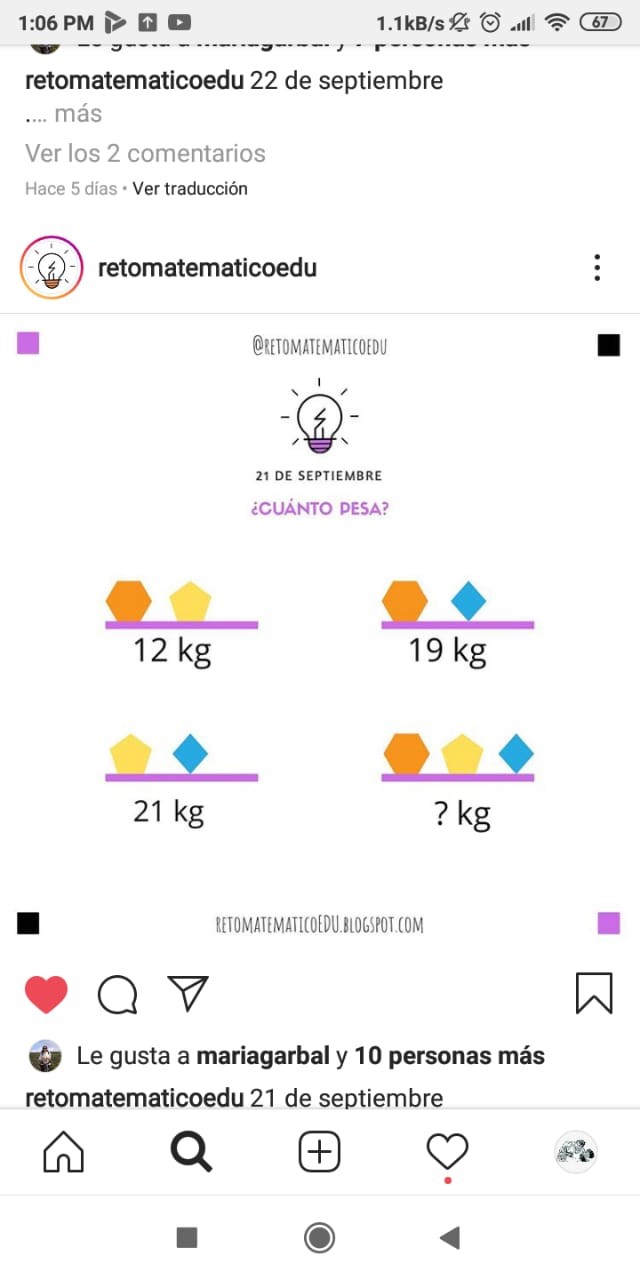 1:06 PM 1.1kB/s 67
retomatematicoedu 22 de septiembre
.... más
Ver los 2 comentarios
Hace 5 días • Ver traducción
retomatematicoedu
@RETOMATEMATICOEDU
21 DE SEPTIEMBRE
¿CUÁNTO PESA?
12 kg
19 kg
21 kg
? kg
RETOMATEMATICOEDU.BLOGSPOT.COM
Le gusta a mariagarbal y 10 personas más
retomatematicoedu 21 de septiembre